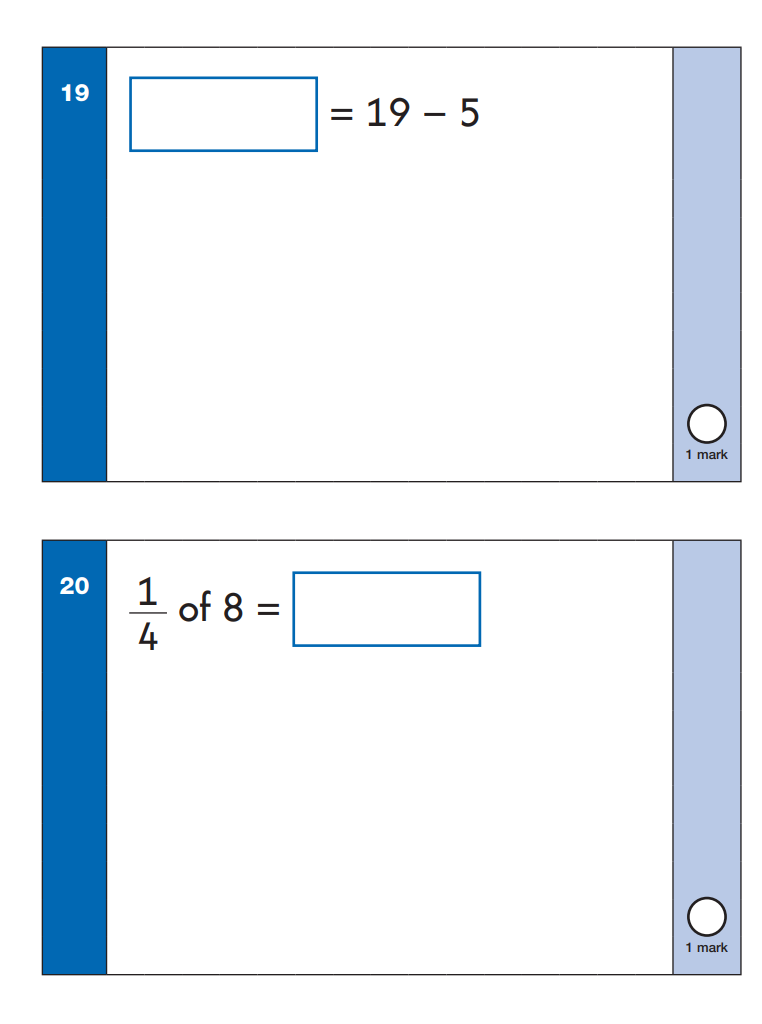 19
= 19 – 5
1 mark
20
1/4 of 8 =
1 mark